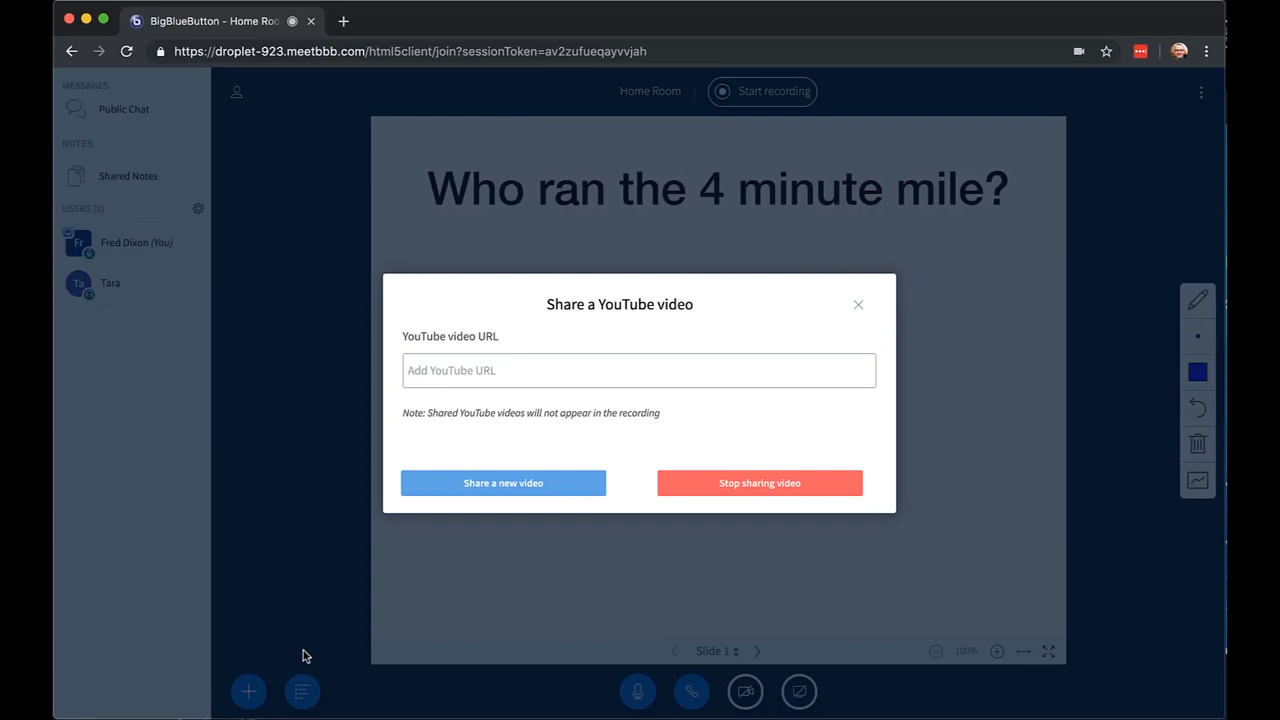 BigBlueButton - Home Roo
https://droplet-923.meetbbb.com/html5client/join?sessionToken=av2zufueqayvvjah
MESSAGES
Public Chat
NOTES
Shared Notes
USERS (2)
Fr
Fred Dixon (You)
Ta
Tara
Home Room
Start recording
Who ran the 4 minute mile?
Share a YouTube video
YouTube video URL
Add YouTube URL
Note: Shared YouTube videos will not appear in the recording
Share a new video
Stop sharing video
Slide 1
100%